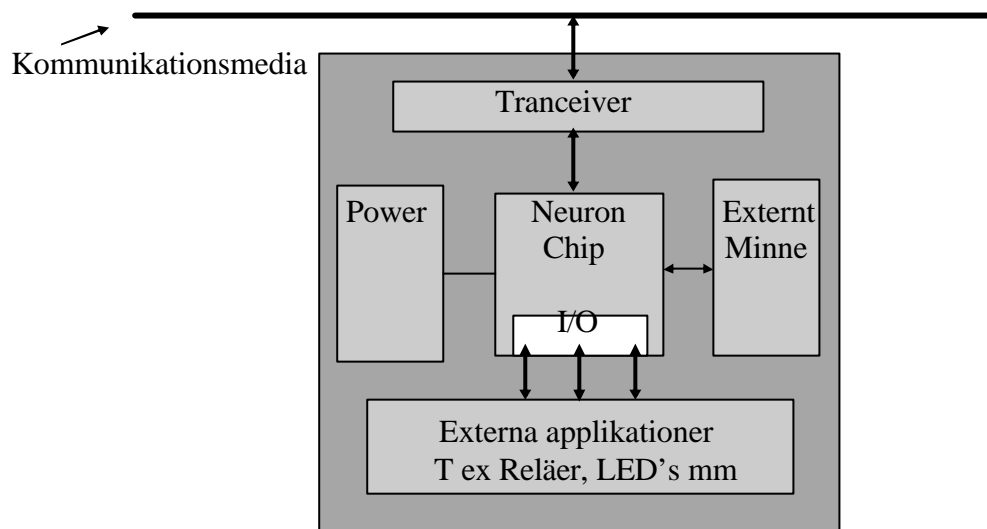 Kommunikationsmedia
Tranceiver
Power
Neuron
Chip
Externt
Minne
I/O
Externa applikationer
T ex Reläer, LED’s mm